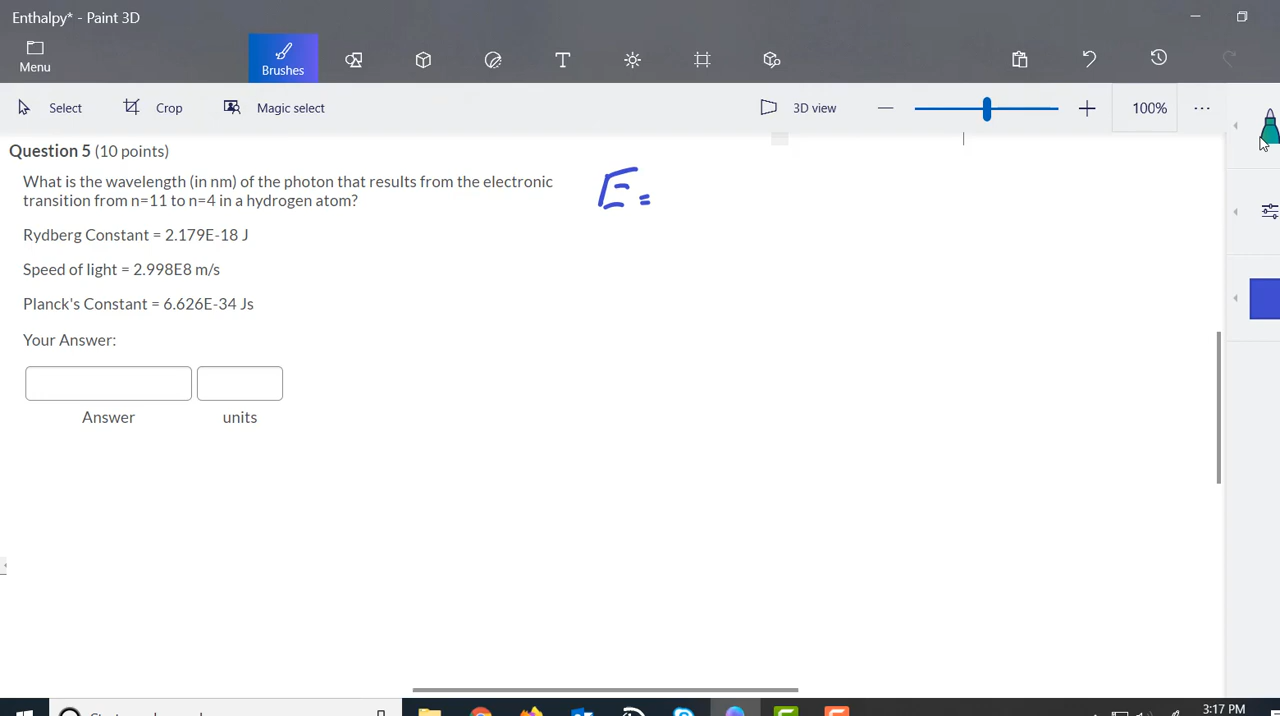 Enthalpy* - Paint 3D
Menu
Brushes
Select
Crop
Magic select
3D view
100%
Question 5 (10 points)
What is the wavelength (in nm) of the photon that results from the electronic
transition from n=11 to n=4 in a hydrogen atom?
E =
Rydberg Constant = 2.179E-18 J
Speed of light = 2.998E8 m/s
Planck's Constant = 6.626E-34 Js
Your Answer:
Answer
units
3:17 PM